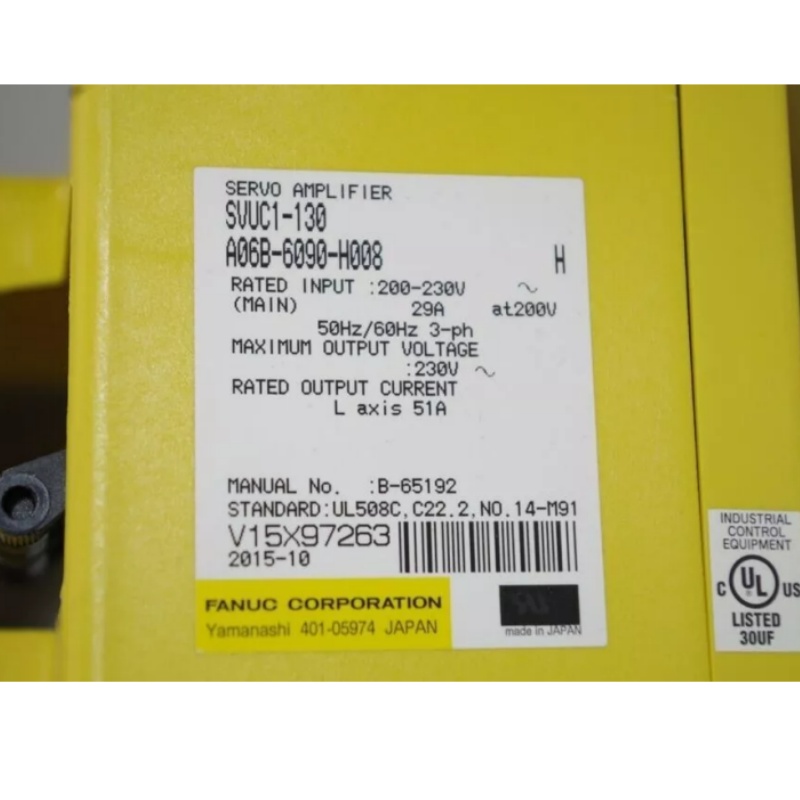 SERVO AMPLIFIER
SVUC1-130
A06B-6090-H008 H
RATED INPUT :200-230V ～
(MAIN) 29A at200V
50Hz/60Hz 3-ph
MAXIMUM OUTPUT VOLTAGE
:230V ～
RATED OUTPUT CURRENT
L axis 51A
MANUAL No. :B-65192
STANDARD:UL508C,C22.2,NO.14-M91
V15X97263
2015-10
FANUC CORPORATION
Yamanashi 401-05974 JAPAN
made in JAPAN
INDUSTRIAL
CONTROL
EQUIPMENT
C UL US
LISTED
30UF